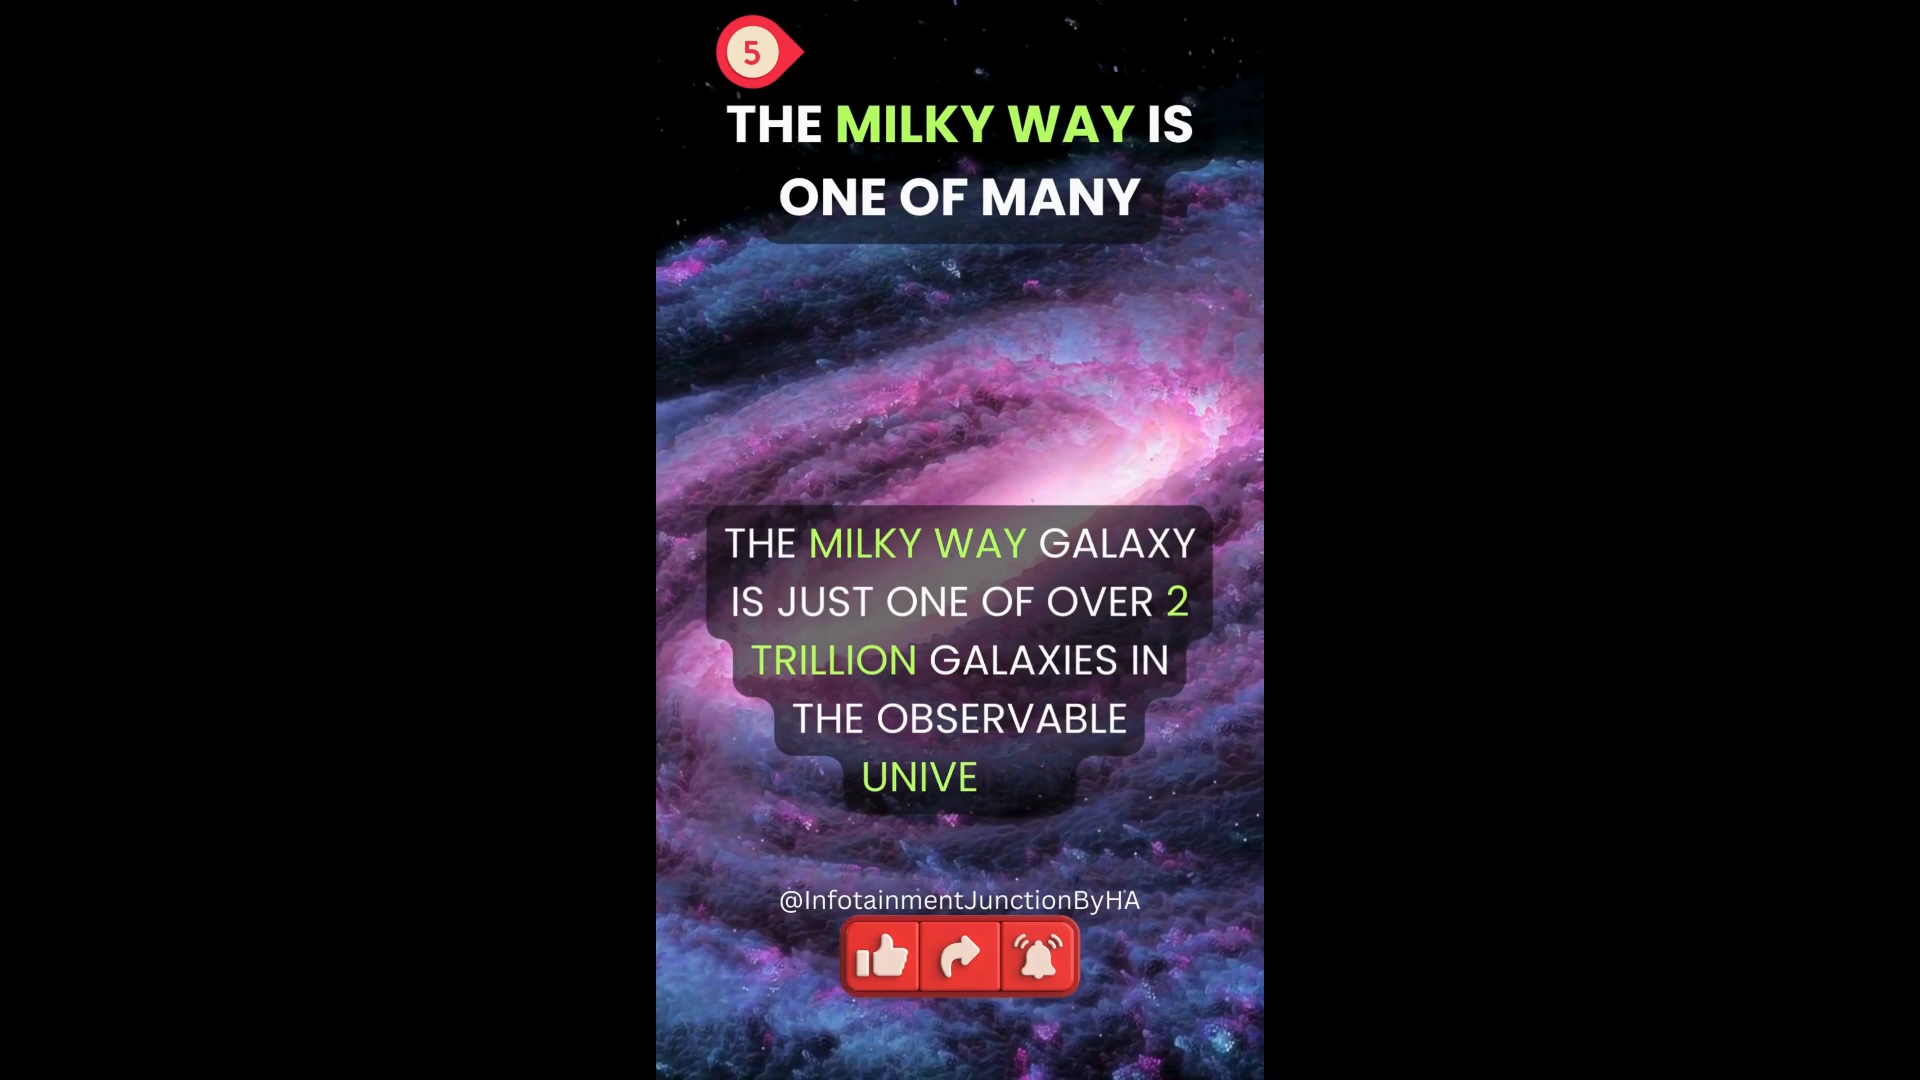 5
THE MILKY WAY IS
ONE OF MANY
THE MILKY WAY GALAXY
IS JUST ONE OF OVER 2
TRILLION GALAXIES IN
THE OBSERVABLE
UNIVE
@InfotainmentJunctionByHA